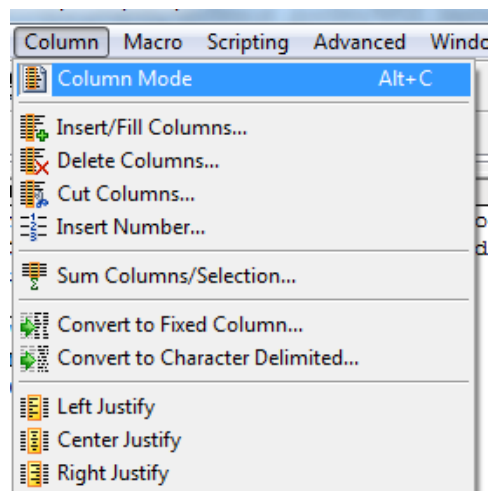 Column Macro Scripting Advanced Windo
Column Mode Alt+C
Insert/Fill Columns...
Delete Columns...
Cut Columns...
Insert Number...
Sum Columns/Selection...
Convert to Fixed Column...
Convert to Character Delimited...
Left Justify
Center Justify
Right Justify